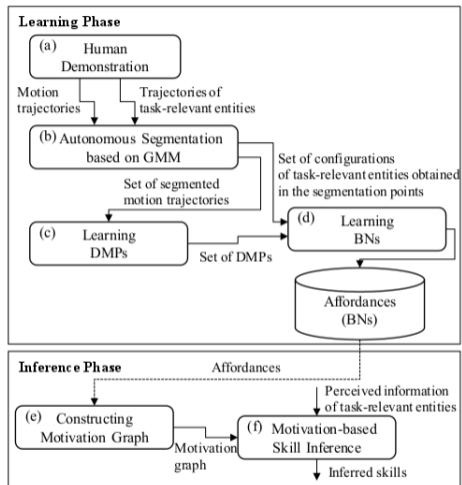 Learning Phase
(a) Human
Demonstration
Motion
trajectories
Trajectories of
task-relevant entities
(b) Autonomous Segmentation
based on GMM
Set of configurations
of task-relevant entities obtained
in the segmentation points
Set of segmented
motion trajectories
(c) Learning
DMPs
Set of DMPs
(d) Learning
BNs
Affordances
(BNs)
Inference Phase
Affordances
Perceived information
of task-relevant entities
(e) Constructing
Motivation Graph
Motivation
graph
(f) Motivation-based
Skill Inference
Inferred skills